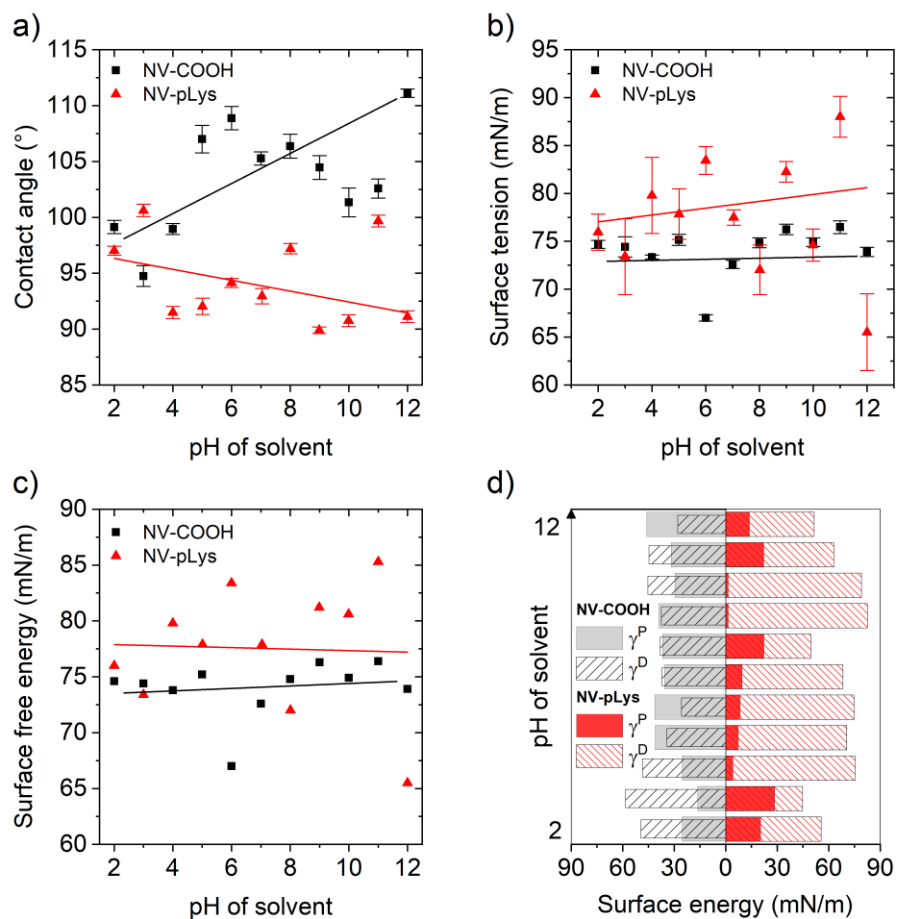 a)
Contact angle (°)
115
110
105
100
95
90
85
NV-COOH
NV-pLys
2 4 6 8 10 12
pH of solvent
b)
Surface tension (mN/m)
95
90
85
80
75
70
65
60
NV-COOH
NV-pLys
2 4 6 8 10 12
pH of solvent
c)
Surface free energy (mN/m)
90
85
80
75
70
65
60
NV-COOH
NV-pLys
2 4 6 8 10 12
pH of solvent
d)
pH of solvent
12
2
NV-COOH
γP
γD
NV-pLys
γP
γD
90 60 30 0 30 60 90
Surface energy (mN/m)